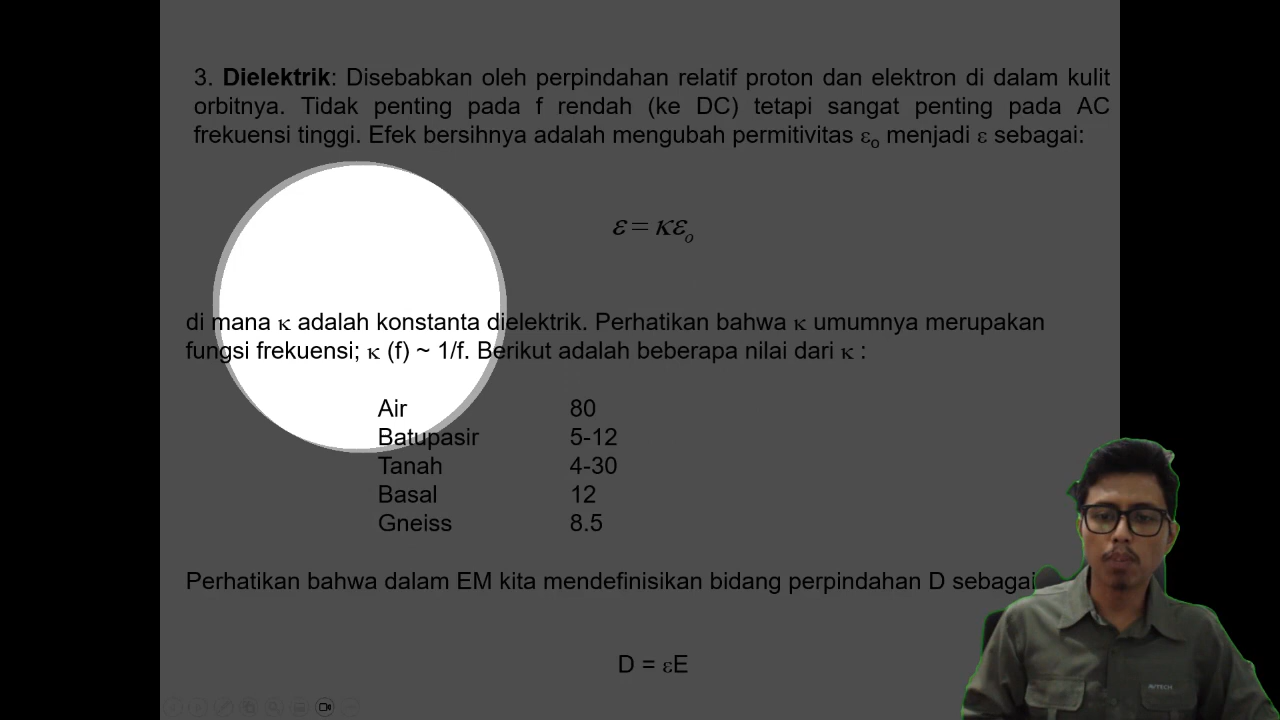 3. Dielektrik: Disebabkan oleh perpindahan relatif proton dan elektron di dalam kulit
orbitnya. Tidak penting pada f rendah (ke DC) tetapi sangat penting pada AC
frekuensi tinggi. Efek bersihnya adalah mengubah permitivitas εo menjadi ε sebagai:
ε = κεo
di mana κ adalah konstanta dielektrik. Perhatikan bahwa κ umumnya merupakan
fungsi frekuensi; κ (f) ~ 1/f. Berikut adalah beberapa nilai dari κ :
Air 80
Batupasir 5-12
Tanah 4-30
Basal 12
Gneiss 8.5
Perhatikan bahwa dalam EM kita mendefinisikan bidang perpindahan D sebagai
D = εE